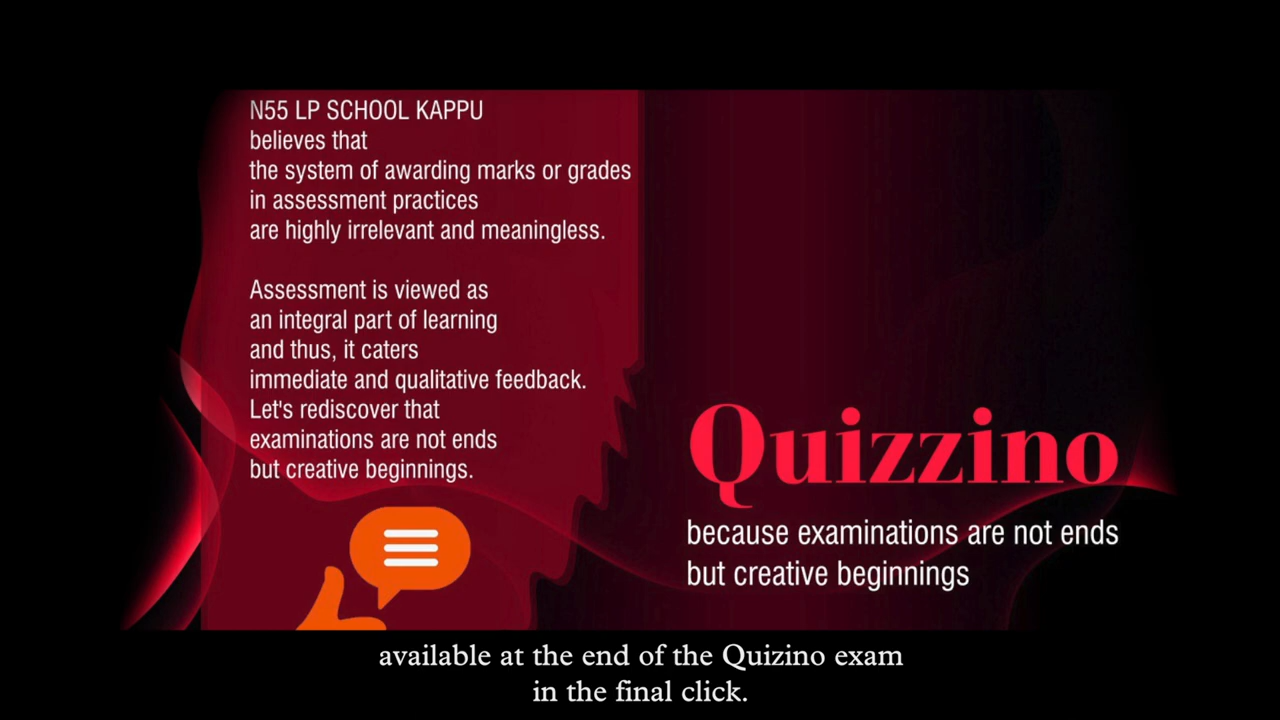 N55 LP SCHOOL KAPPU
believes that
the system of awarding marks or grades
in assessment practices
are highly irrelevant and meaningless.
Assessment is viewed as
an integral part of learning
and thus, it caters
immediate and qualitative feedback.
Let's rediscover that
examinations are not ends
but creative beginnings.
Quizzino
because examinations are not ends
but creative beginnings
available at the end of the Quizino exam
in the final click.